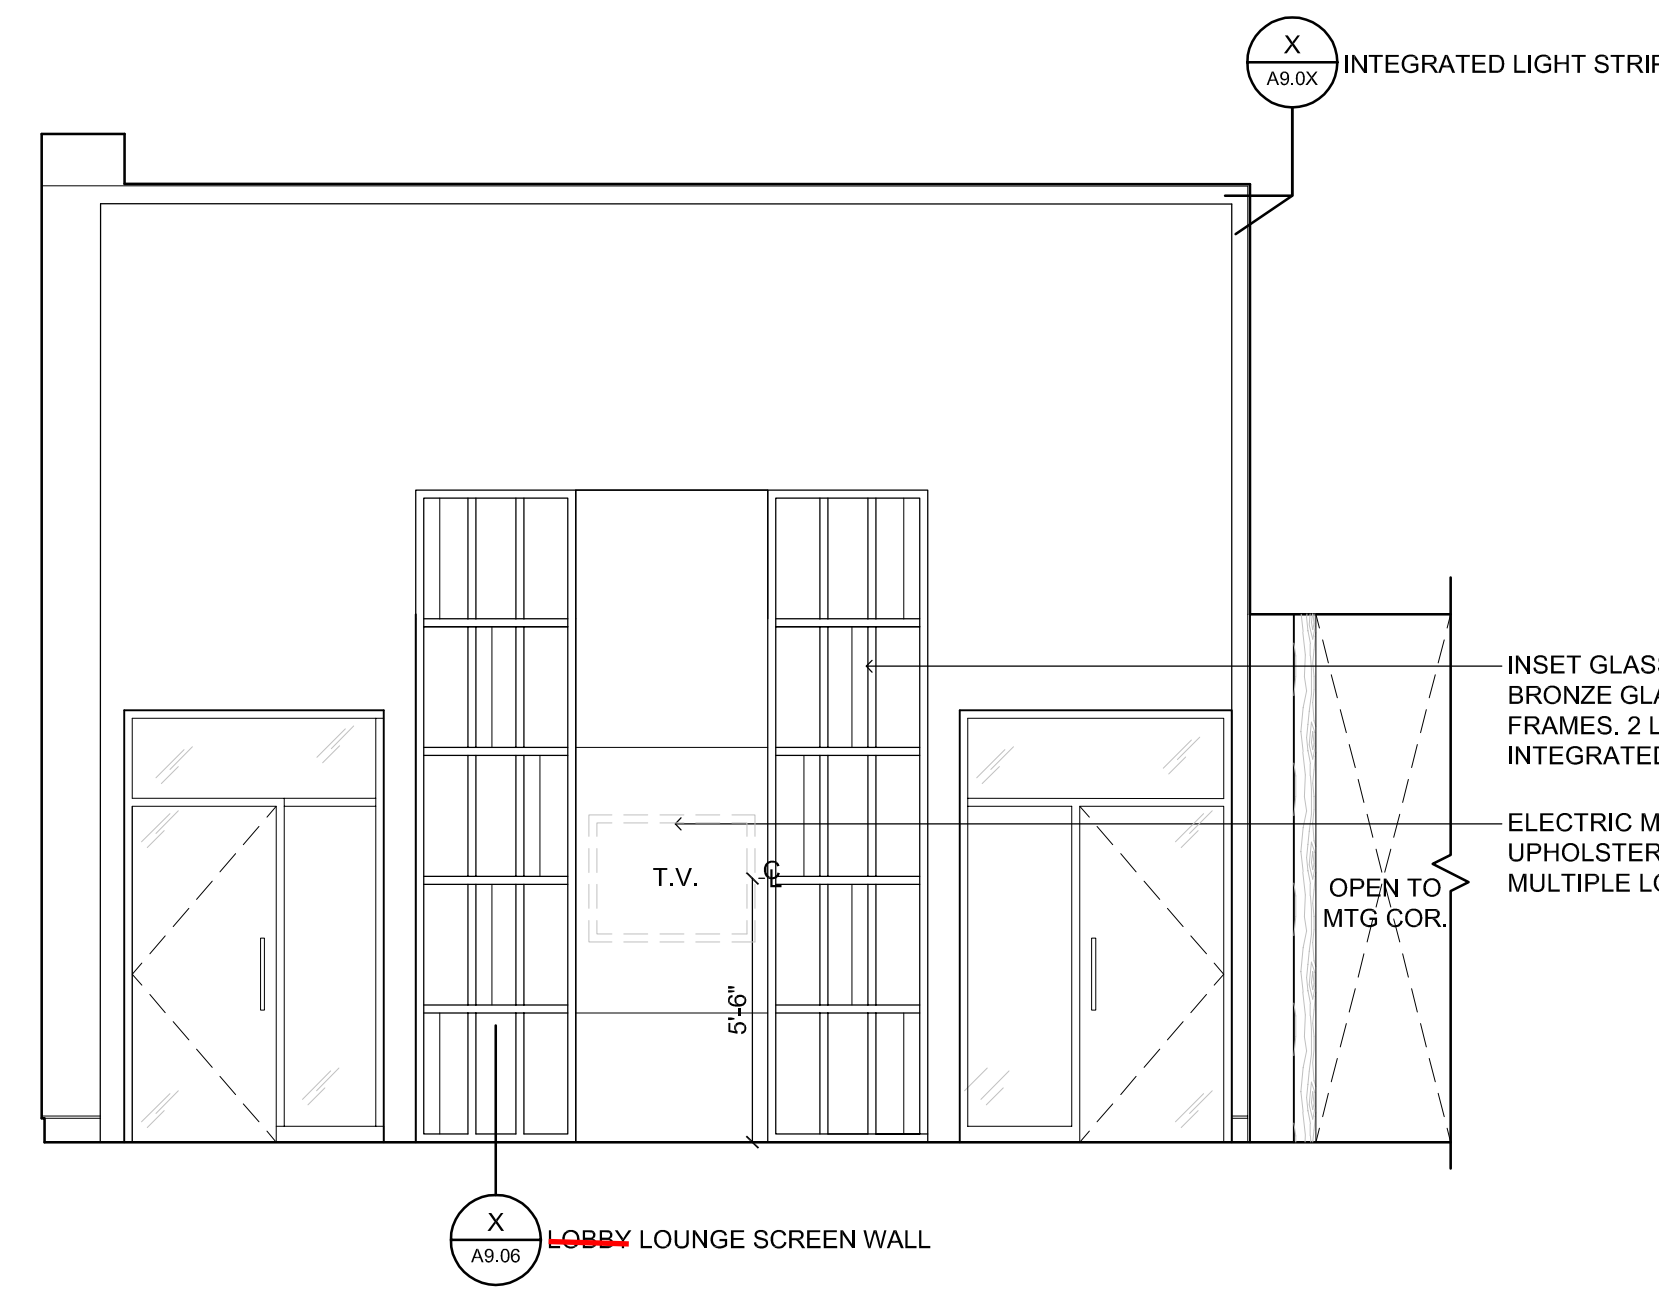 X
A9.0X
INTEGRATED LIGHT STRIP
INSET GLASS
BRONZE GLA
FRAMES. 2 L
INTEGRATED
ELECTRIC M
UPHOLSTER
MULTIPLE LO
T.V.
CL
OPEN TO
MTG COR.
5'-6"
X
A9.06
LOBBY LOUNGE SCREEN WALL